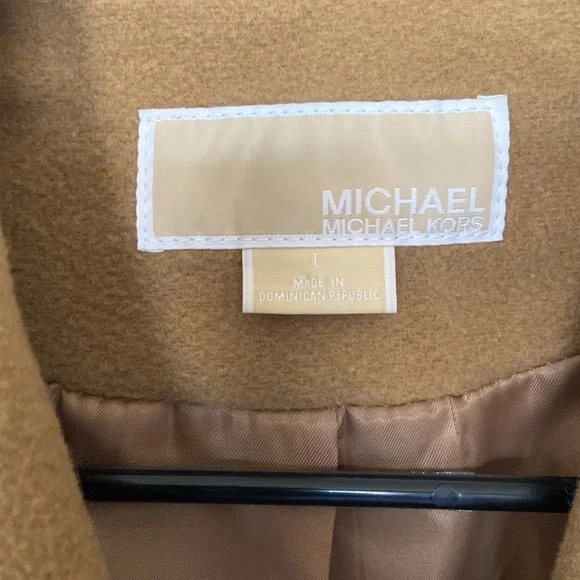 MICHAEL
MICHAEL KORS
L
MADE IN
DOMINICAN REPUBLIC